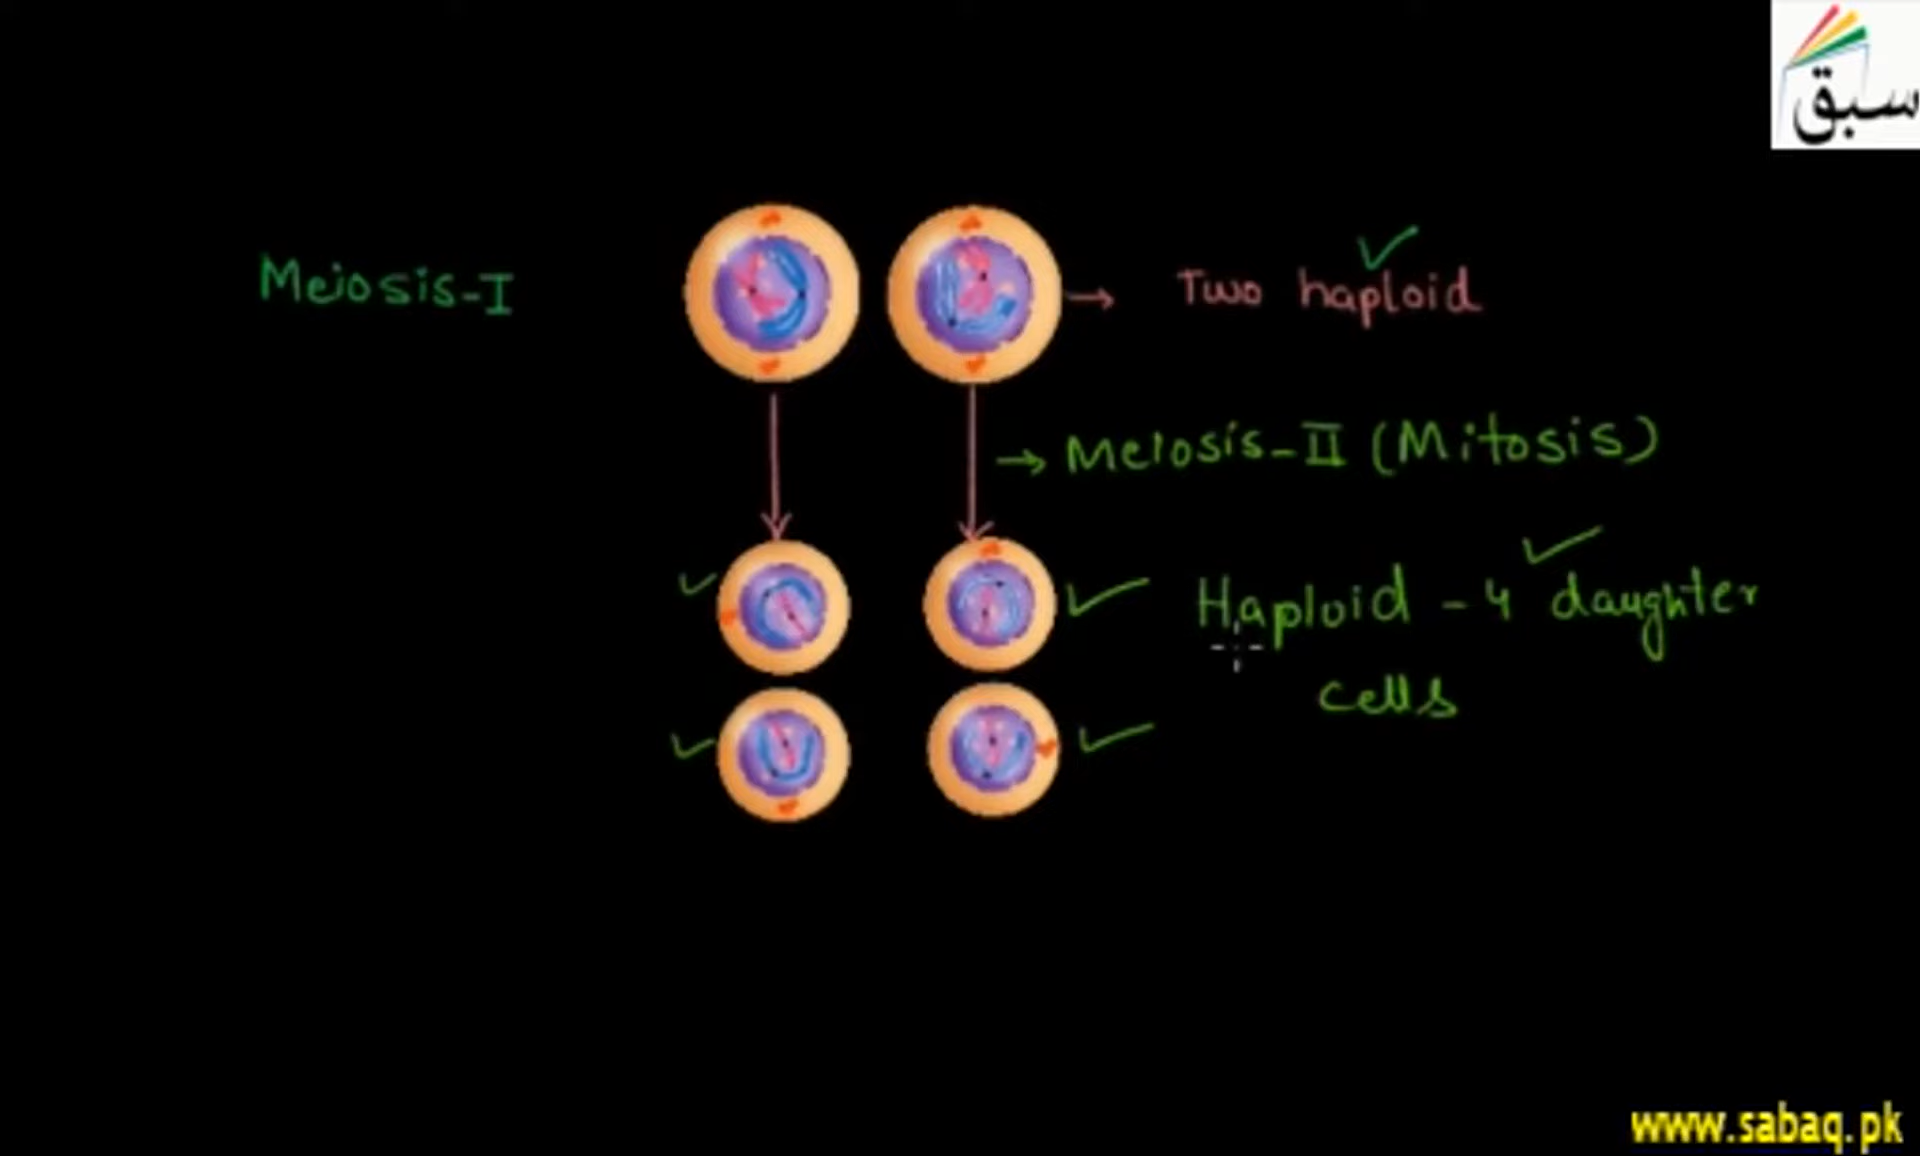 سبق
Meiosis-I
Two haploid
Meiosis-II (Mitosis)
Haploid - 4 daughter
cells
www.sabaq.pk